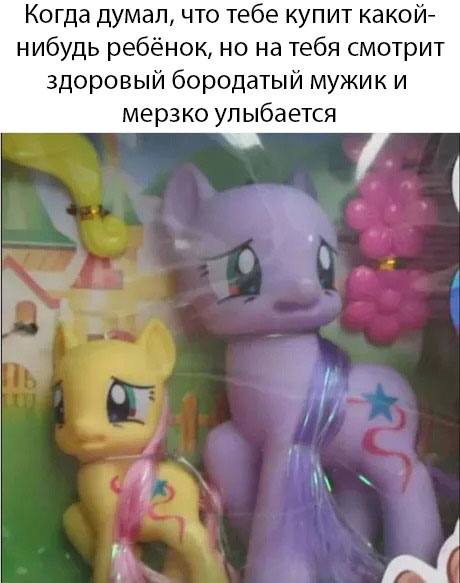 Когда думал, что тебе купит какой-
нибудь ребёнок, но на тебя смотрит
здоровый бородатый мужик и
мерзко улыбается